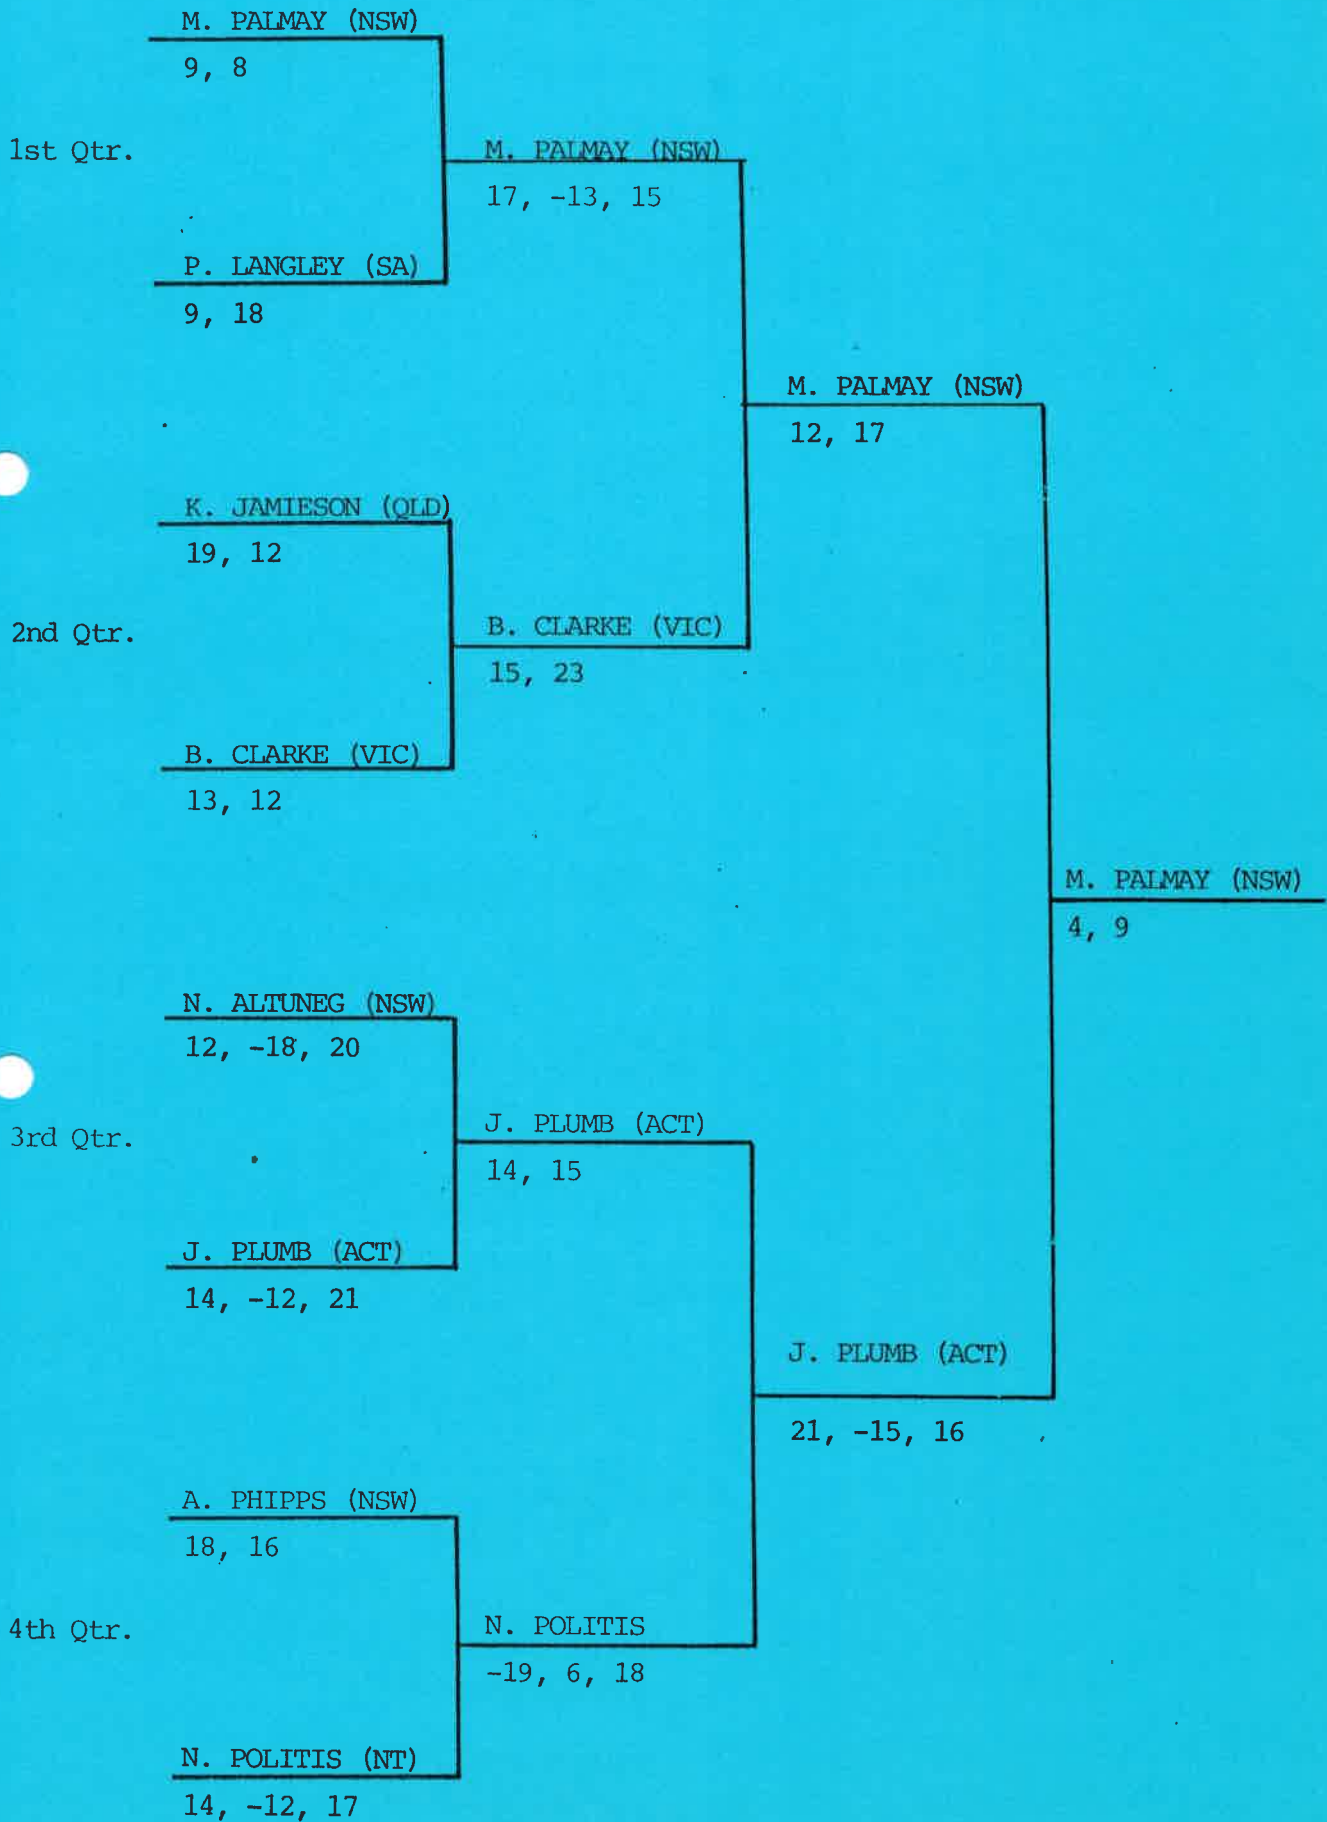 M. PALMAY (NSW)
9, 8
1st Qtr.
M. PALMAY (NSW)
17, -13, 15
P. LANGLEY (SA)
9, 18
M. PALMAY (NSW)
12, 17
K. JAMIESON (QLD)
19, 12
2nd Qtr.
B. CLARKE (VIC)
15, 23
B. CLARKE (VIC)
13, 12
M. PALMAY (NSW)
4, 9
N. ALTUNEG (NSW)
12, -18, 20
3rd Qtr.
J. PLUMB (ACT)
14, 15
J. PLUMB (ACT)
14, -12, 21
J. PLUMB (ACT)
21, -15, 16
A. PHIPPS (NSW)
18, 16
4th Qtr.
N. POLITIS
-19, 6, 18
N. POLITIS (NT)
14, -12, 17